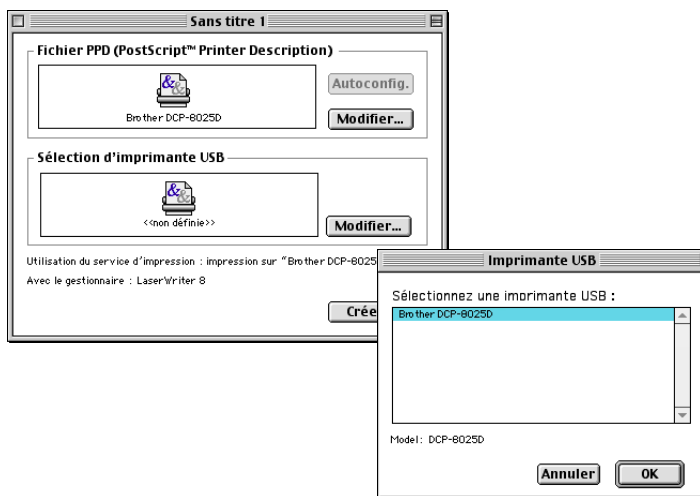 Sans titre 1
Fichier PPD (PostScript™ Printer Description)
Autoconfig.
Brother DCP-8025D
Modifier...
Sélection d'imprimante USB
<<non définie>>
Modifier...
Utilisation du service d'impression : impression sur "Brother DCP-8025
Avec le gestionnaire : LaserWriter 8
Crée
Imprimante USB
Sélectionnez une imprimante USB :
Brother DCP-8025D
Model: DCP-8025D
Annuler
OK